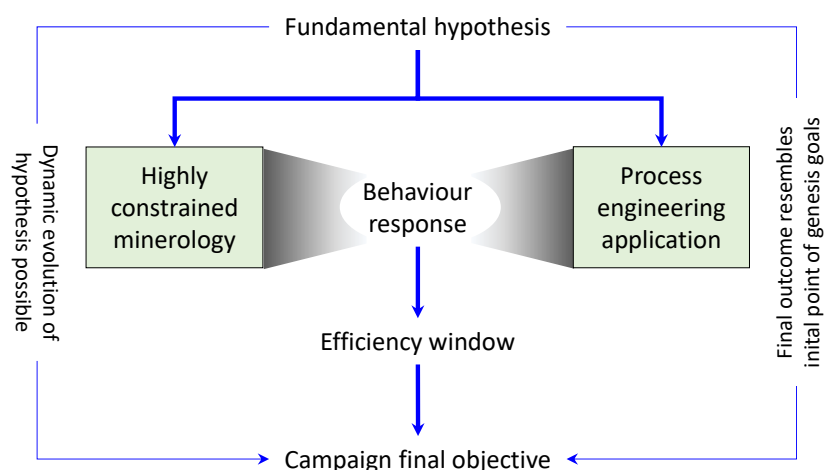 Fundamental hypothesis
Dynamic evolution of
hypothesis possible
Highly
constrained
minerology
Behaviour
response
Process
engineering
application
Final outcome resembles
inital point of genesis goals
Efficiency window
Campaign final objective